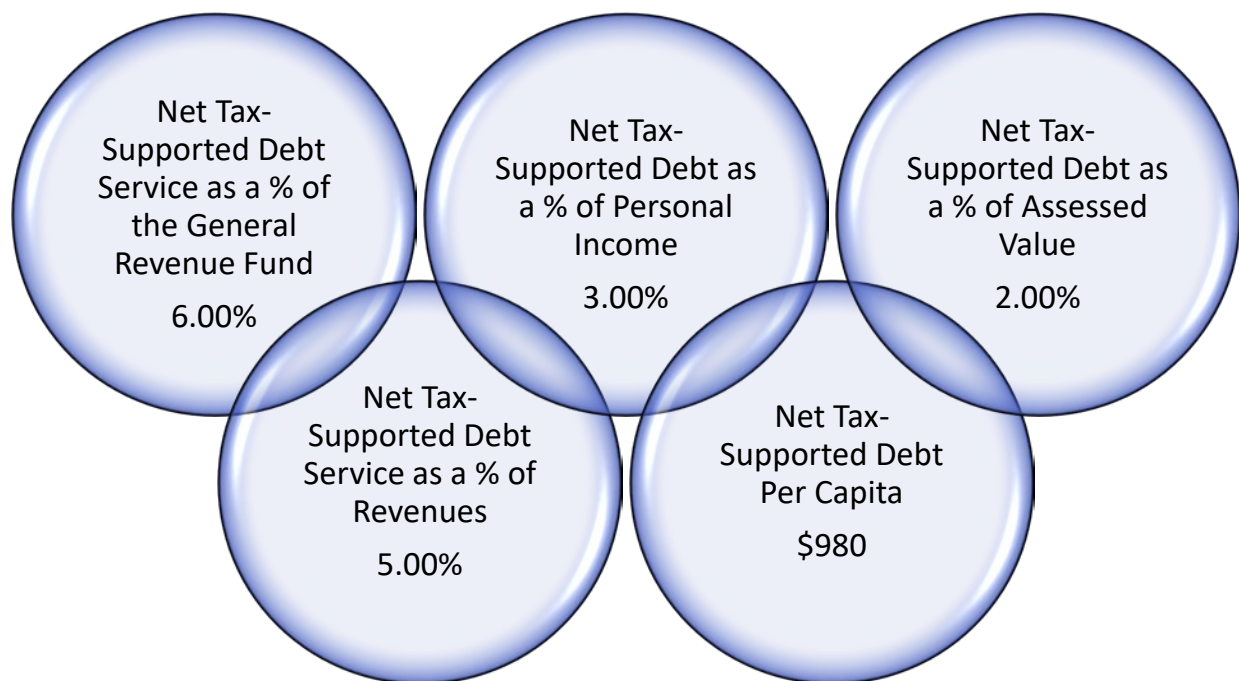 Net Tax-
Supported Debt
Service as a % of
the General
Revenue Fund
6.00%
Net Tax-
Supported Debt
Service as a % of
Revenues
5.00%
Net Tax-
Supported Debt as
a % of Personal
Income
3.00%
Net Tax-
Supported Debt
Per Capita
$980
Net Tax-
Supported Debt as
a % of Assessed
Value
2.00%